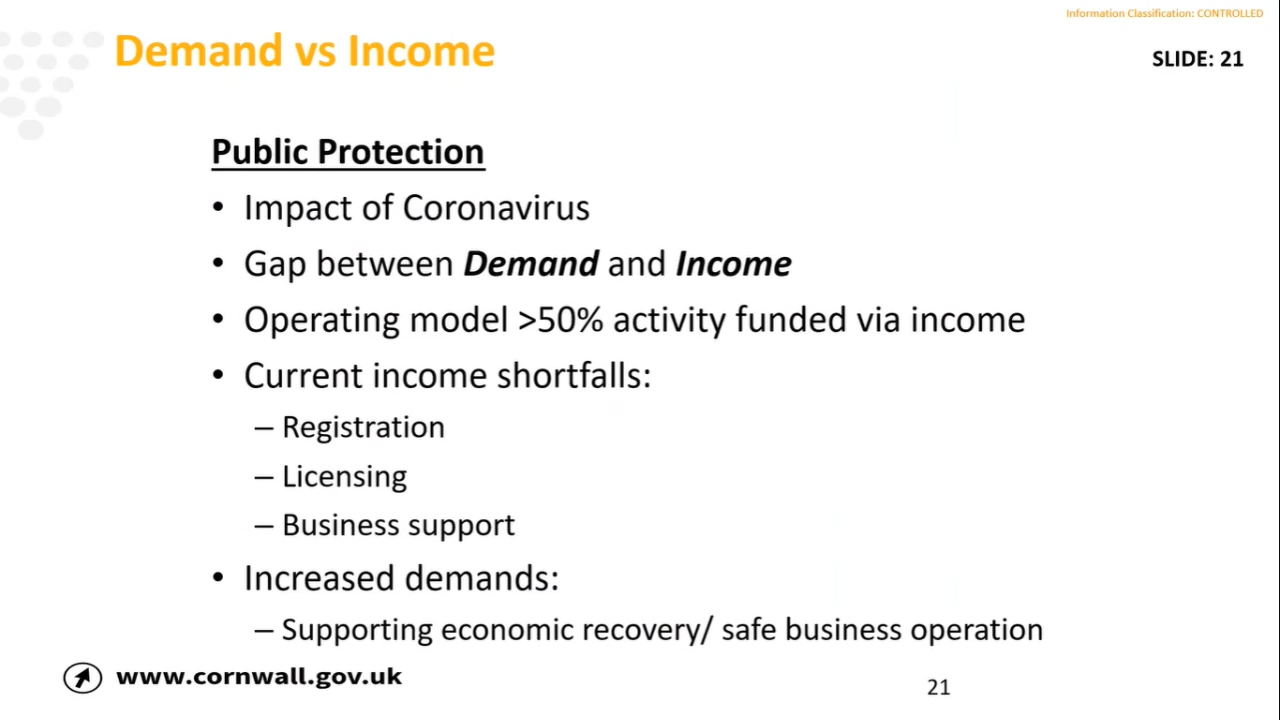 Information Classification: CONTROLLED
Demand vs Income
SLIDE: 21
Public Protection
• Impact of Coronavirus
• Gap between Demand and Income
• Operating model >50% activity funded via income
• Current income shortfalls:
– Registration
– Licensing
– Business support
• Increased demands:
– Supporting economic recovery/ safe business operation
www.cornwall.gov.uk
21